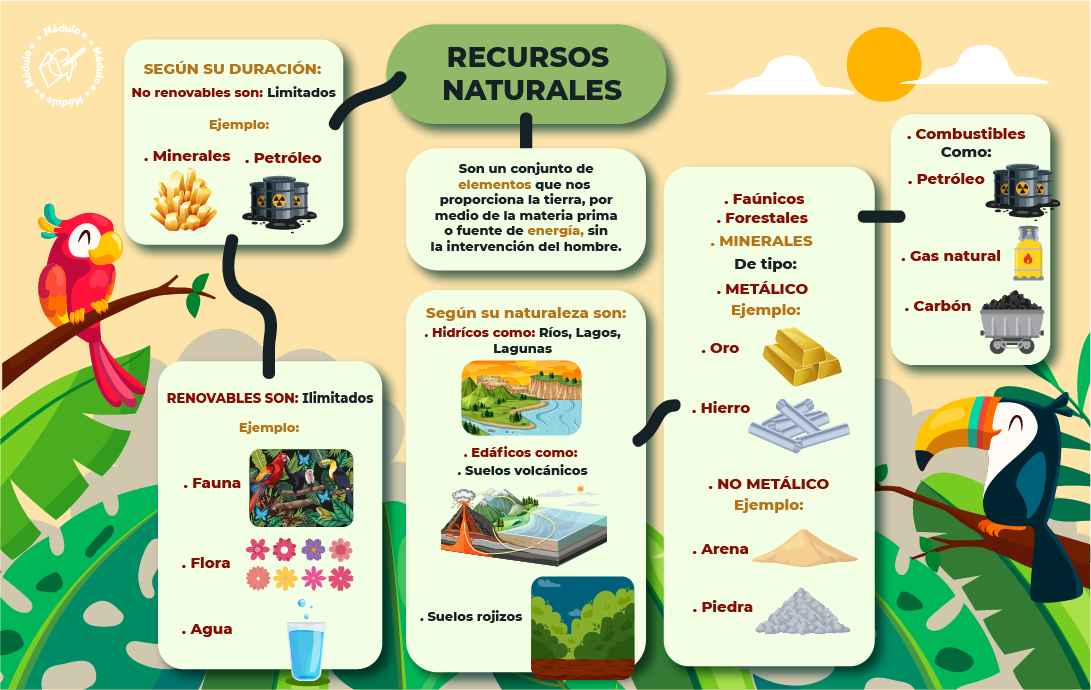 Módulo e • Módulo e • Módulo e • Módulo e •
RECURSOS
NATURALES
Son un conjunto de
elementos que nos
proporciona la tierra, por
medio de la materia prima
o fuente de energía, sin
la intervención del hombre.
SEGÚN SU DURACIÓN:
No renovables son: Limitados
Ejemplo:
. Minerales . Petróleo
RENOVABLES SON: Ilimitados
Ejemplo:
. Fauna
. Flora
. Agua
Según su naturaleza son:
. Hidrícos como: Ríos, Lagos,
Lagunas
. Edáficos como:
. Suelos volcánicos
. Suelos rojizos
. Faúnicos
. Forestales
. MINERALES
De tipo:
. METÁLICO
Ejemplo:
. Oro
. Hierro
. NO METÁLICO
Ejemplo:
. Arena
. Piedra
. Combustibles
Como:
. Petróleo
. Gas natural
. Carbón